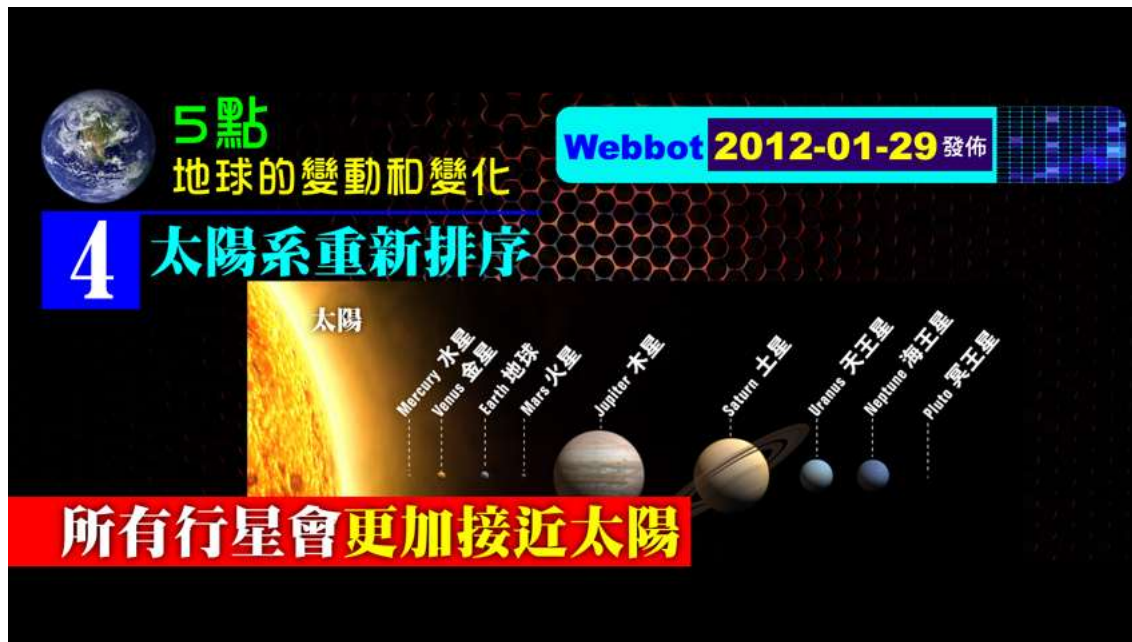 5點
地球的變動和變化
Webbot 2012-01-29 發佈
4 太陽系重新排序
太陽
Mercury 水星
Venus 金星
Earth 地球
Mars 火星
Jupiter 木星
Saturn 土星
Uranus 天王星
Neptune 海王星
Pluto 冥王星
所有行星會更加接近太陽